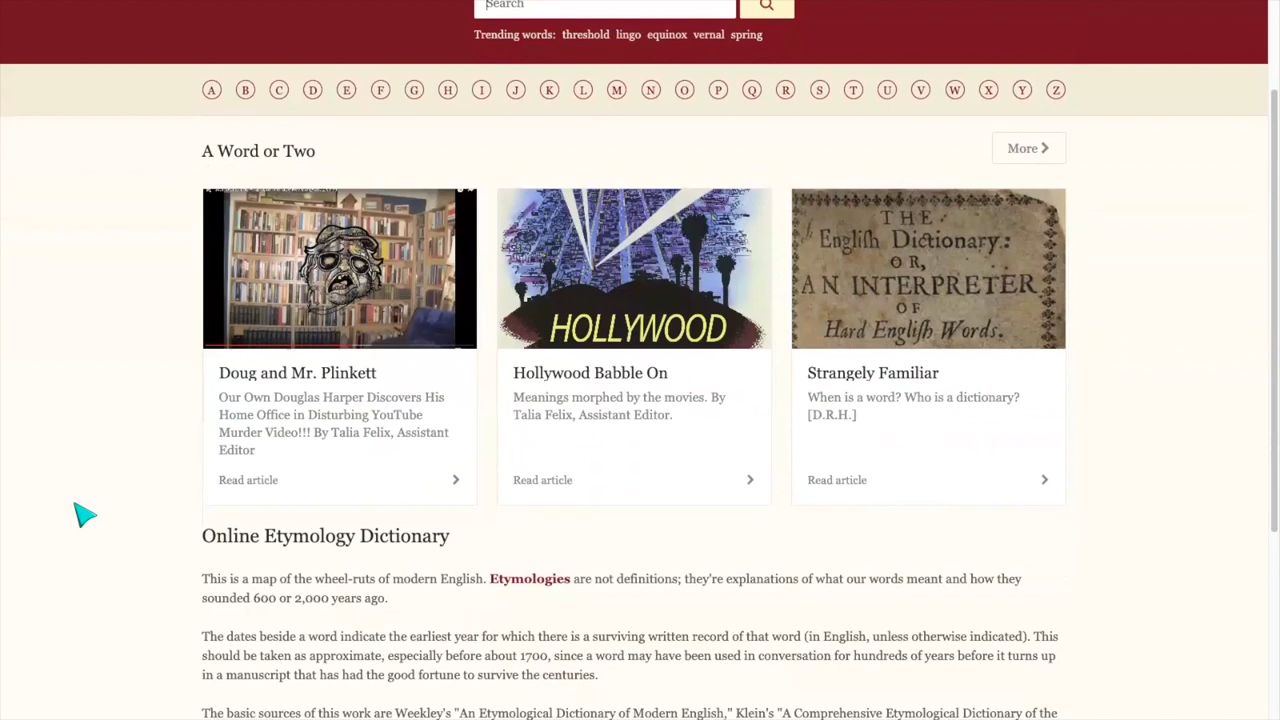 Search
Trending words: threshold lingo equinox vernal spring
A B C D E F G H I J K L M N O P Q R S T U V W X Y Z
A Word or Two
More
HOLLYWOOD
THE
Engliſh Dictionary:
OR,
AN INTERPRETER
OF
Hard Engliſh Words.
Doug and Mr. Plinkett
Our Own Douglas Harper Discovers His
Home Office in Disturbing YouTube
Murder Video!!! By Talia Felix, Assistant
Editor
Read article
Hollywood Babble On
Meanings morphed by the movies. By
Talia Felix, Assistant Editor.
Read article
Strangely Familiar
When is a word? Who is a dictionary?
[D.R.H.]
Read article
Online Etymology Dictionary
This is a map of the wheel-ruts of modern English. Etymologies are not definitions; they're explanations of what our words meant and how they
sounded 600 or 2,000 years ago.
The dates beside a word indicate the earliest year for which there is a surviving written record of that word (in English, unless otherwise indicated). This
should be taken as approximate, especially before about 1700, since a word may have been used in conversation for hundreds of years before it turns up
in a manuscript that has had the good fortune to survive the centuries.
The basic sources of this work are Weekley's "An Etymological Dictionary of Modern English," Klein's "A Comprehensive Etymological Dictionary of the